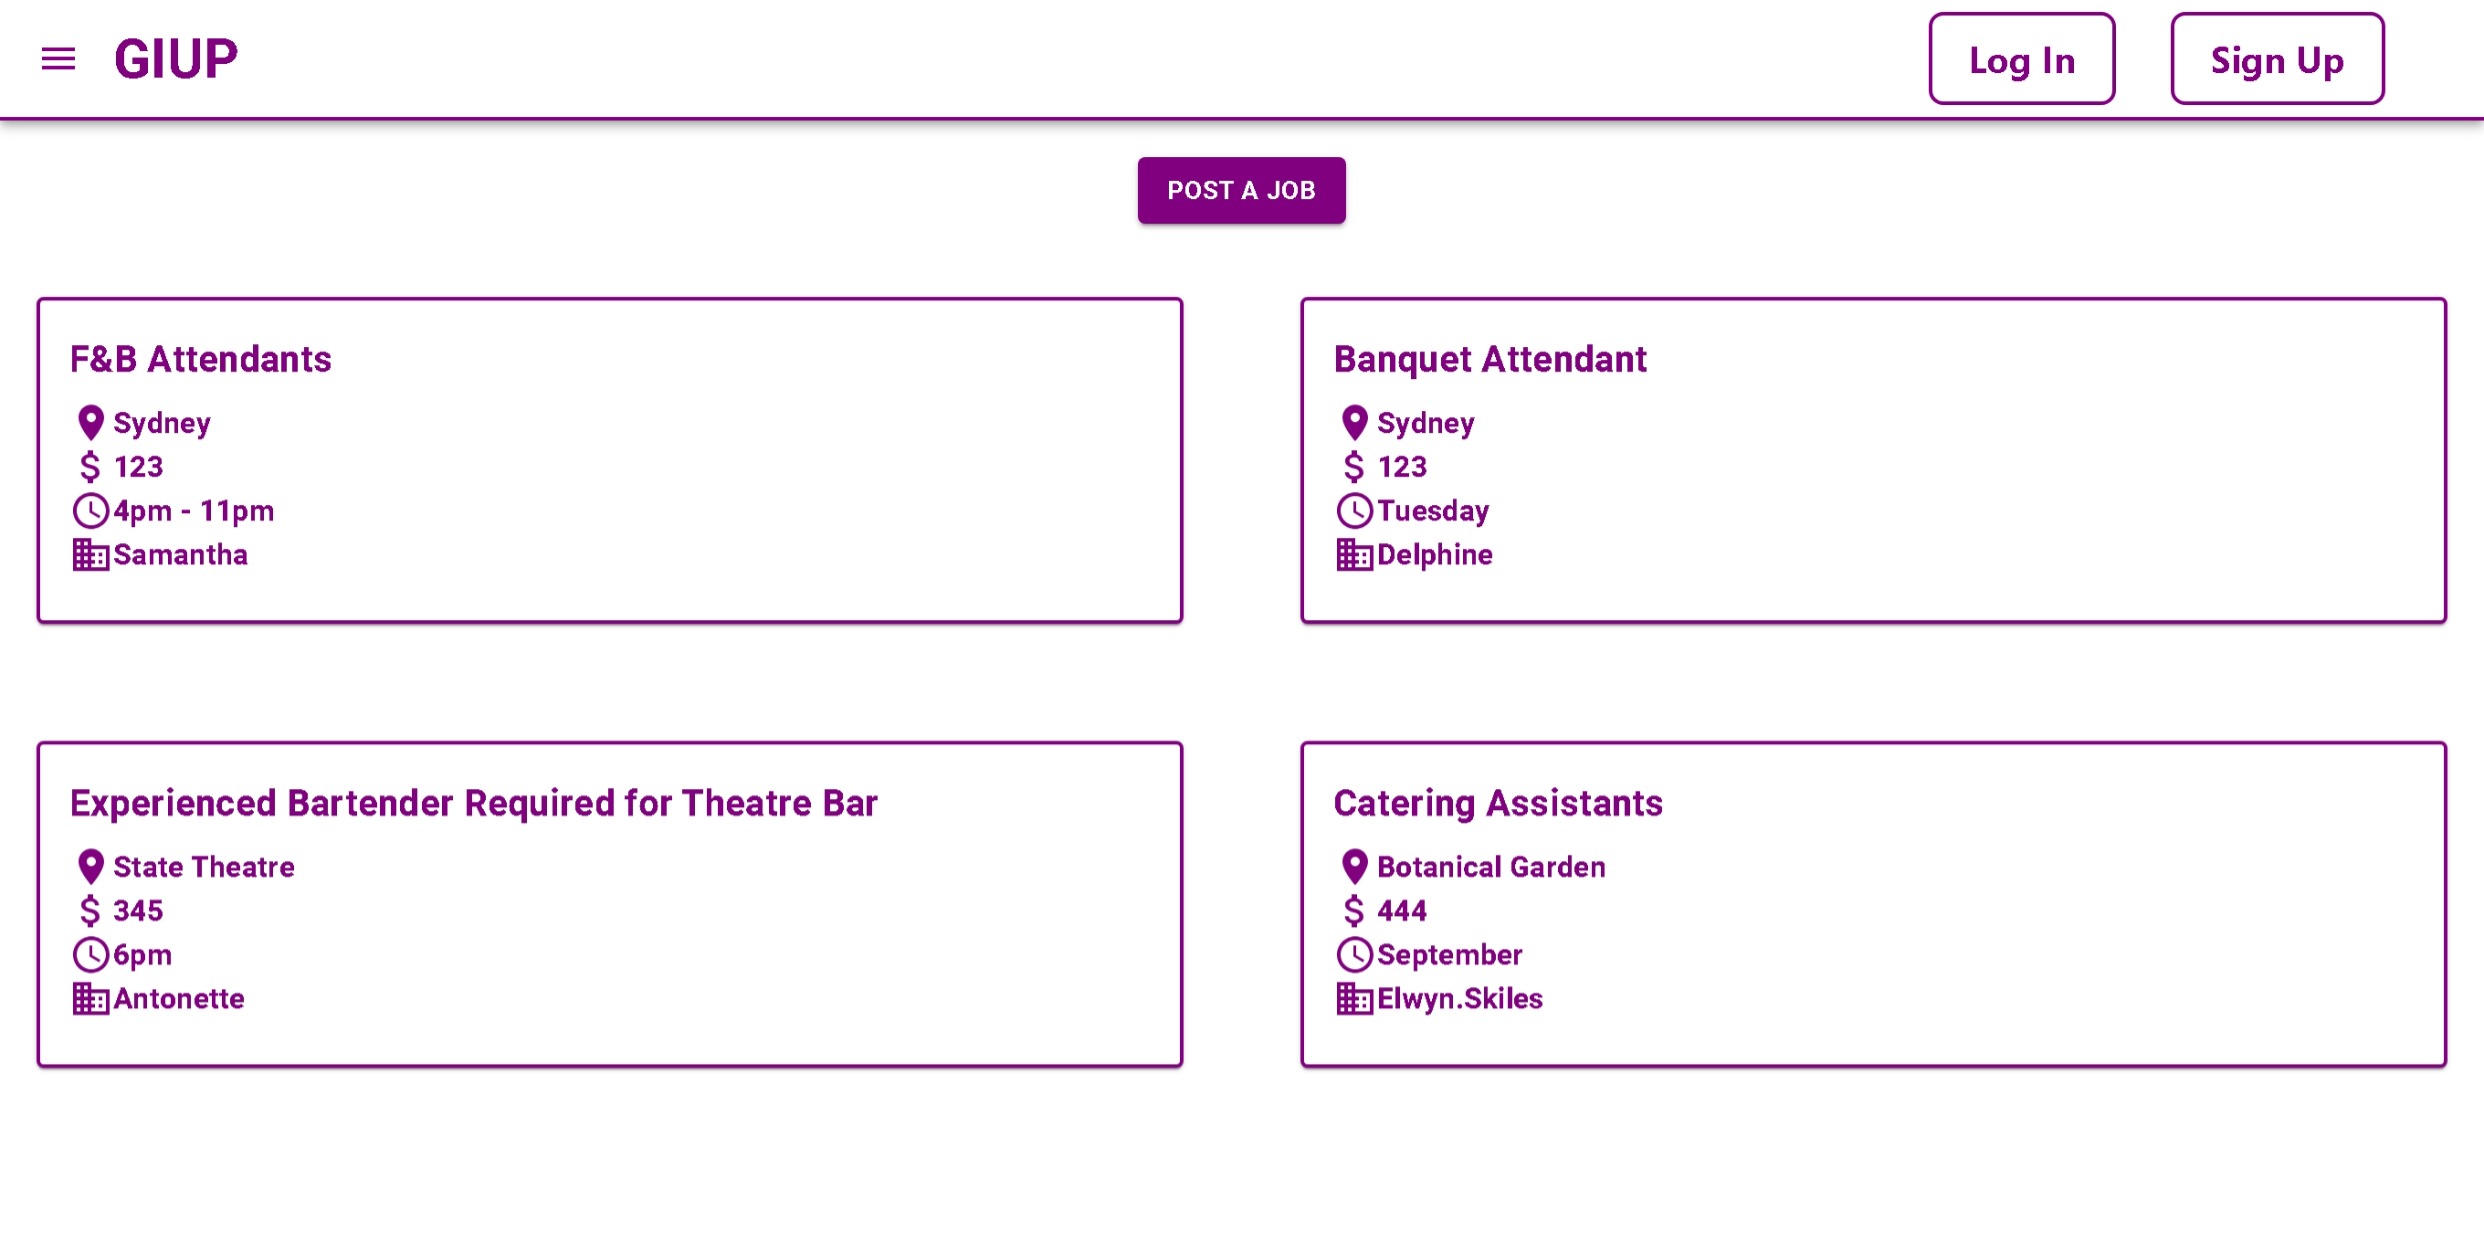 GIUP
Log In
Sign Up
POST A JOB
F&B Attendants
Sydney
$ 123
4pm - 11pm
Samantha
Banquet Attendant
Sydney
$ 123
Tuesday
Delphine
Experienced Bartender Required for Theatre Bar
State Theatre
$ 345
6pm
Antonette
Catering Assistants
Botanical Garden
$ 444
September
Elwyn.Skiles